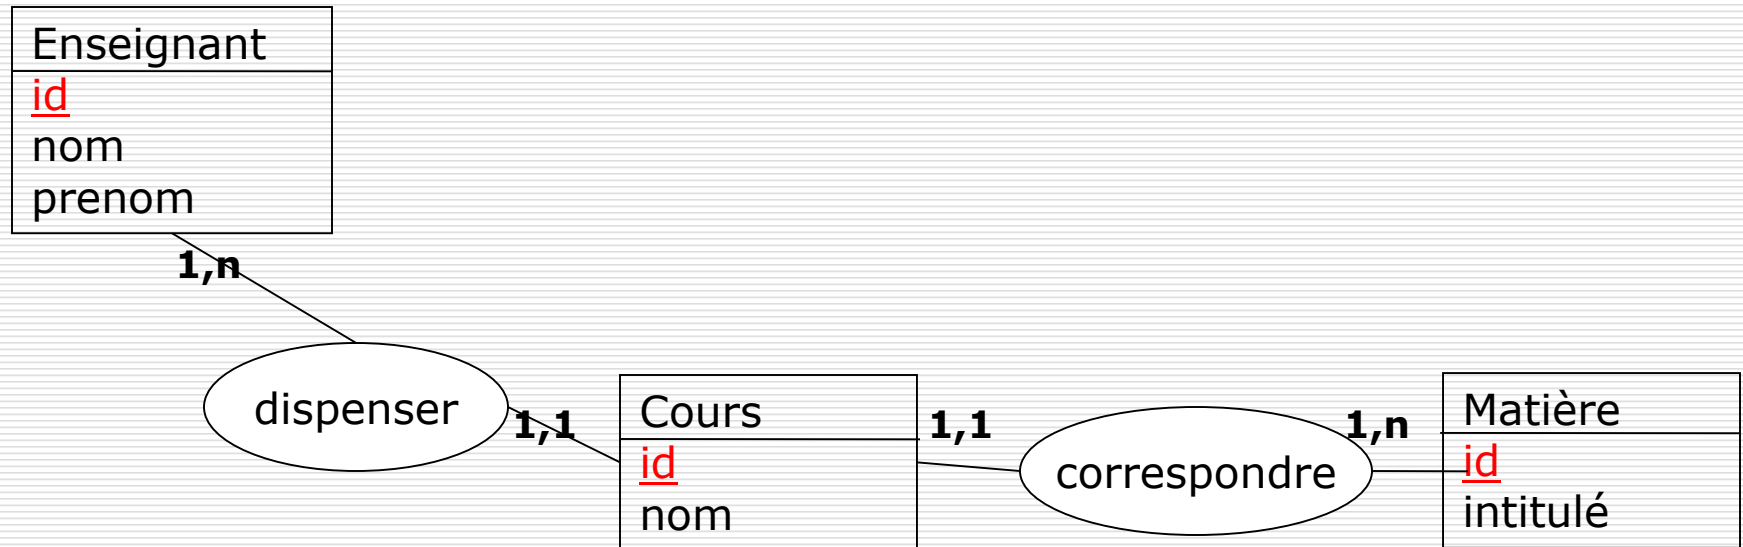 Enseignant
id
nom
prenom
1,n
dispenser
1,1
Cours
id
nom
1,1
correspondre
1,n
Matière
id
intitulé